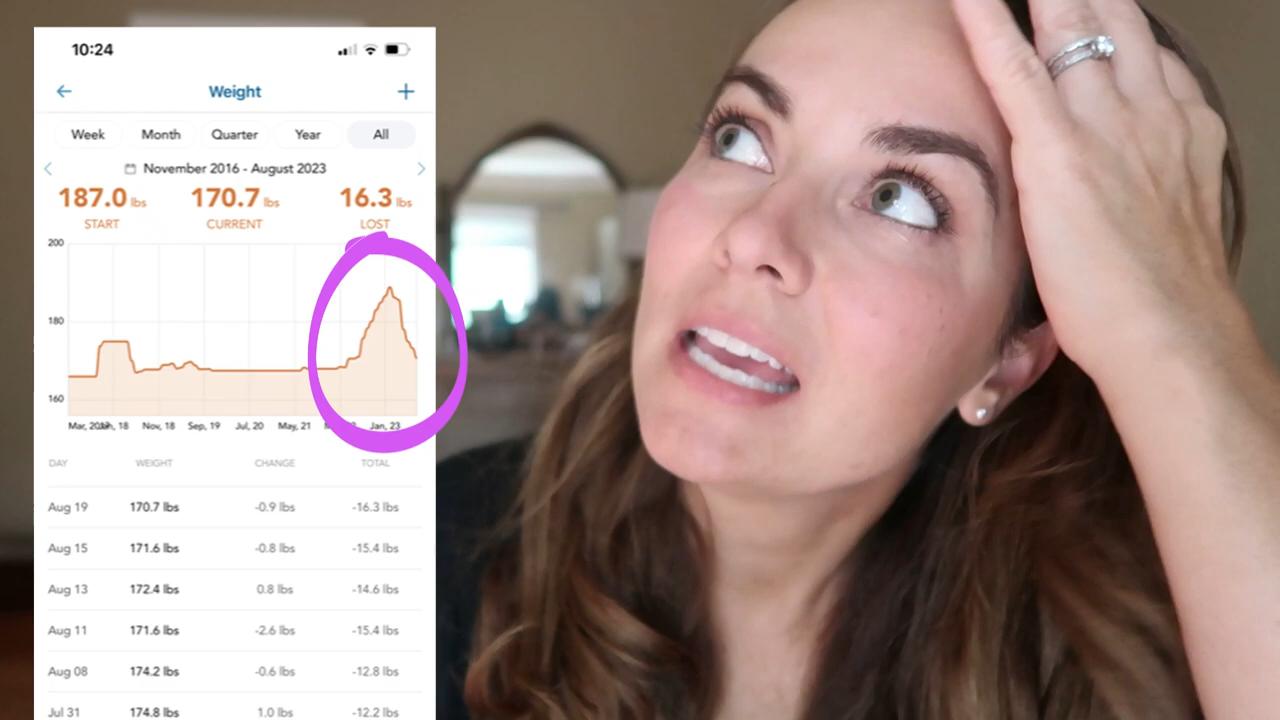 10:24
Weight
Week Month Quarter Year All
November 2016 - August 2023
187.0 lbs 170.7 lbs 16.3 lbs
START CURRENT LOST
200
180
160
Mar, 18 Nov, 18 Sep, 19 Jul, 20 May, 21 Jan, 23
DAY WEIGHT CHANGE TOTAL
Aug 19 170.7 lbs -0.9 lbs -16.3 lbs
Aug 15 171.6 lbs -0.8 lbs -15.4 lbs
Aug 13 172.4 lbs 0.8 lbs -14.6 lbs
Aug 11 171.6 lbs -2.6 lbs -15.4 lbs
Aug 08 174.2 lbs -0.6 lbs -12.8 lbs
Jul 31 174.8 lbs 1.0 lbs -12.2 lbs